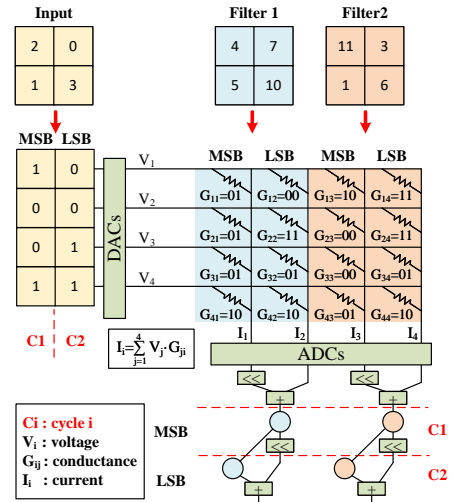 Input Filter 1 Filter2
2 0 4 7 11 3
1 3 5 10 1 6
MSB LSB
V1 MSB LSB MSB LSB
1 0
G11=01 G12=00 G13=10 G14=11
V2
0 0
G21=01 G22=11 G23=00 G24=11
DACs
V3
0 1
G31=01 G32=01 G33=00 G34=01
V4
1 1
G41=10 G42=10 G43=01 G44=10
C1 C2
I1 I2 I3 I4
Ii=∑4j=1 Vj·Gji
ADCs
<< <<
+ +
Ci : cycle i
Vi : voltage
Gij : conductance
Ii : current
MSB C1
<< <<
LSB C2
+ +